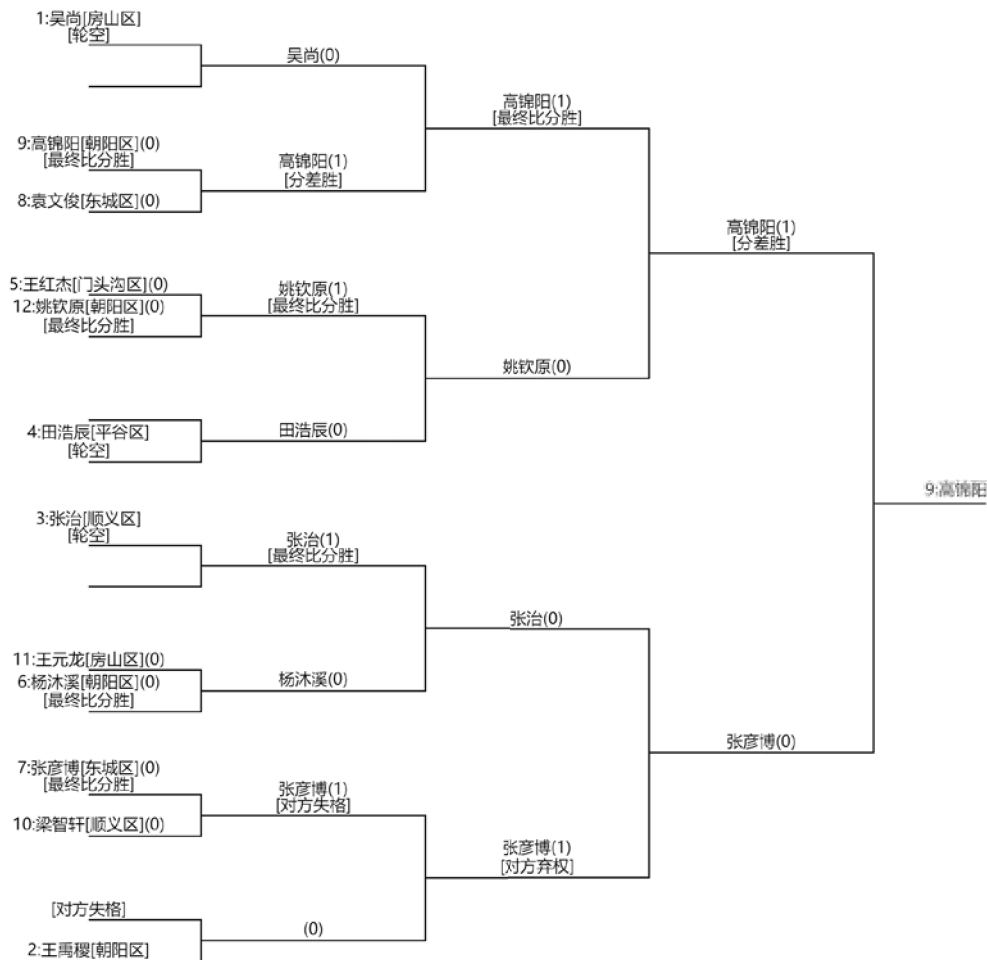 1:吴尚[房山区]
[轮空]
吴尚(0)
高锦阳(1)
[最终比分胜]
9:高锦阳[朝阳区](0)
[最终比分胜]
高锦阳(1)
[分差胜]
8:袁文俊[东城区](0)
高锦阳(1)
[分差胜]
5:王红杰[门头沟区](0)
12:姚钦原[朝阳区](0)
[最终比分胜]
姚钦原(1)
[最终比分胜]
姚钦原(0)
4:田浩辰[平谷区]
[轮空]
田浩辰(0)
9:高锦阳
3:张治[顺义区]
[轮空]
张治(1)
[最终比分胜]
张治(0)
11:王元龙[房山区](0)
6:杨沐溪[朝阳区](0)
[最终比分胜]
杨沐溪(0)
张彦博(0)
7:张彦博[东城区](0)
[最终比分胜]
张彦博(1)
[对方失格]
10:梁智轩[顺义区](0)
张彦博(1)
[对方弃权]
[对方失格]
(0)
2:王禹稷[朝阳区]